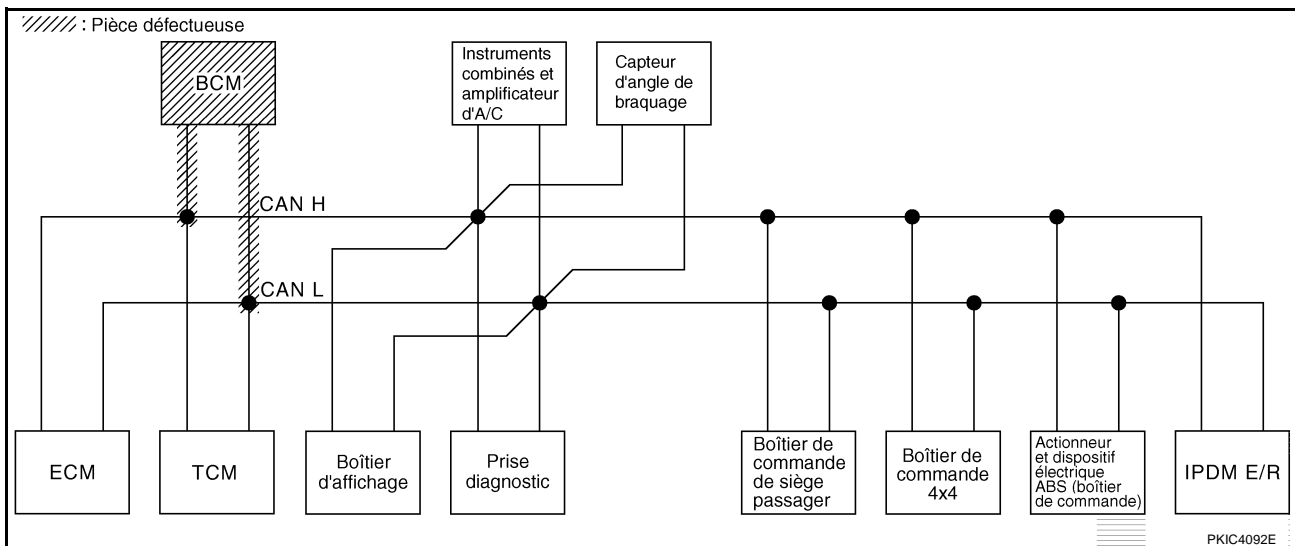 : Pièce défectueuse
BCM
Instruments
combinés et
amplificateur
d'A/C
Capteur
d'angle de
braquage
CAN H
CAN L
ECM
TCM
Boîtier
d'affichage
Prise
diagnostic
Boîtier de
commande
de siège
passager
Boîtier de
commande
4x4
Actionneur
et dispositif
électrique
ABS (boîtier
de commande)
IPDM E/R
PKIC4092E